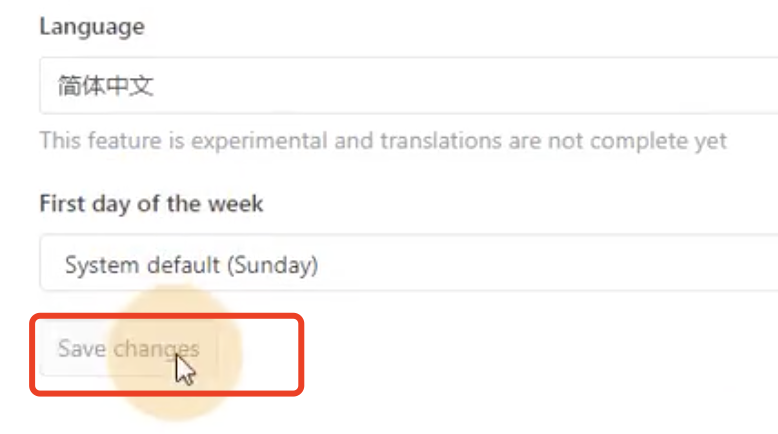 Language
简体中文
This feature is experimental and translations are not complete yet
First day of the week
System default (Sunday)
Save changes